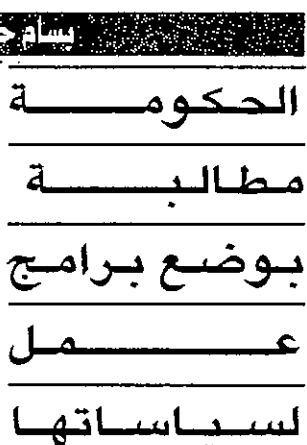 بسام
الحكومة
مطالبة
بوضع برامج
عمل
لسياساتها